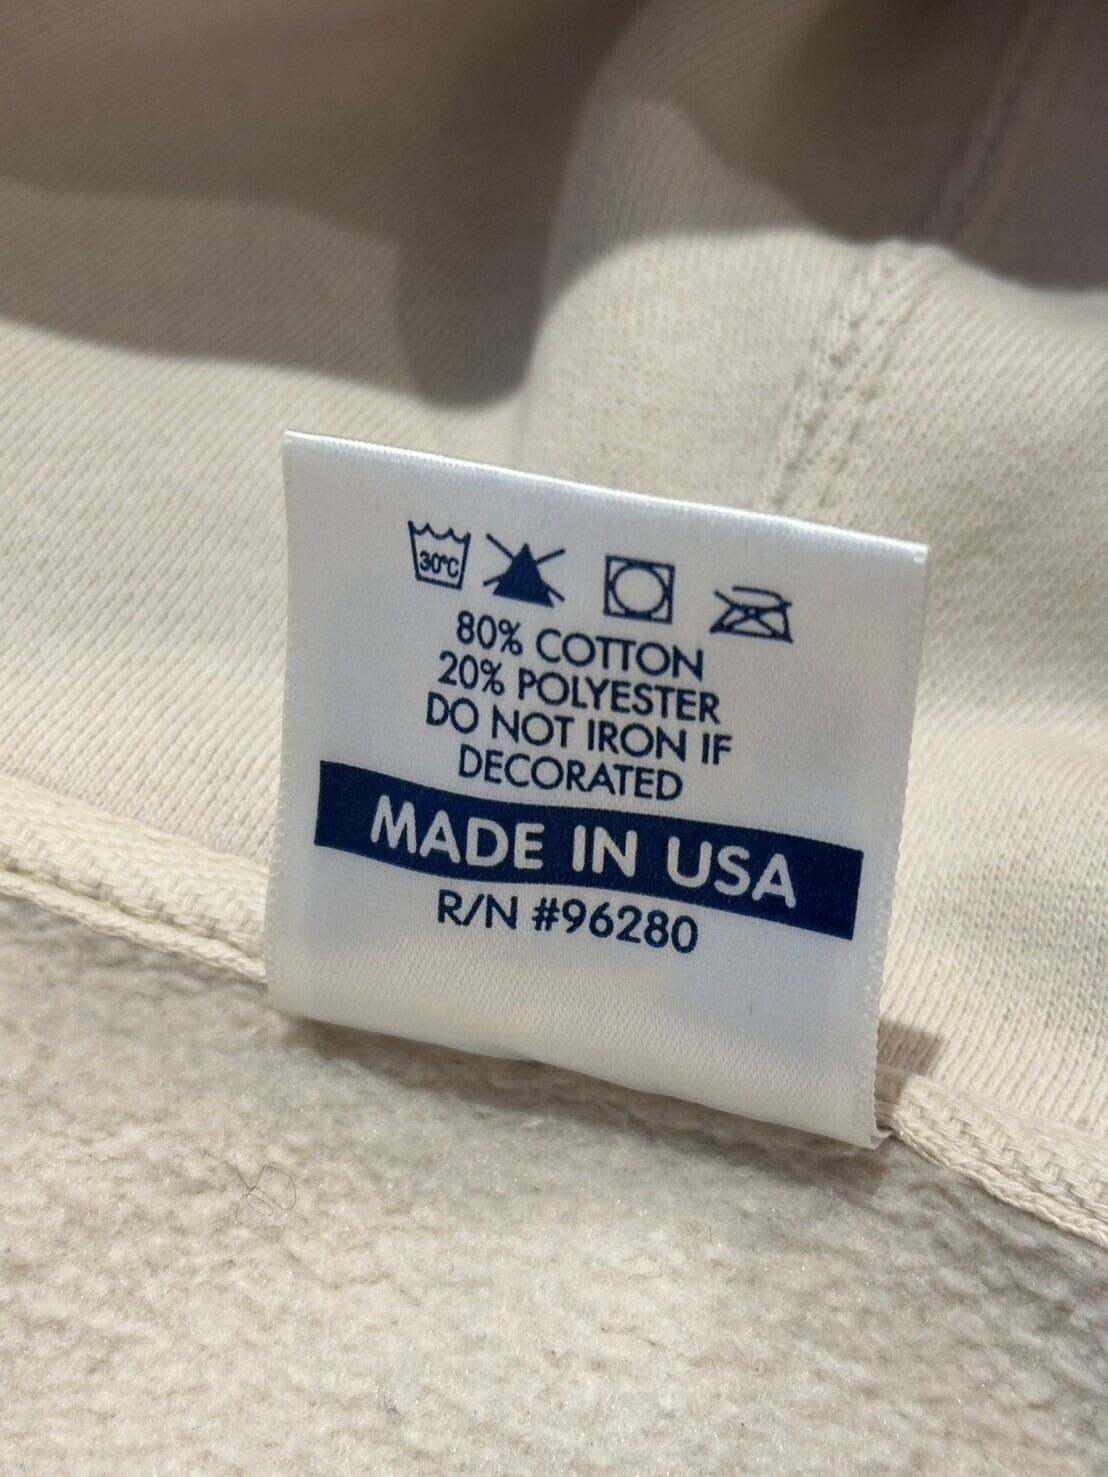 30°C
80% COTTON
20% POLYESTER
DO NOT IRON IF
DECORATED
MADE IN USA
R/N #96280